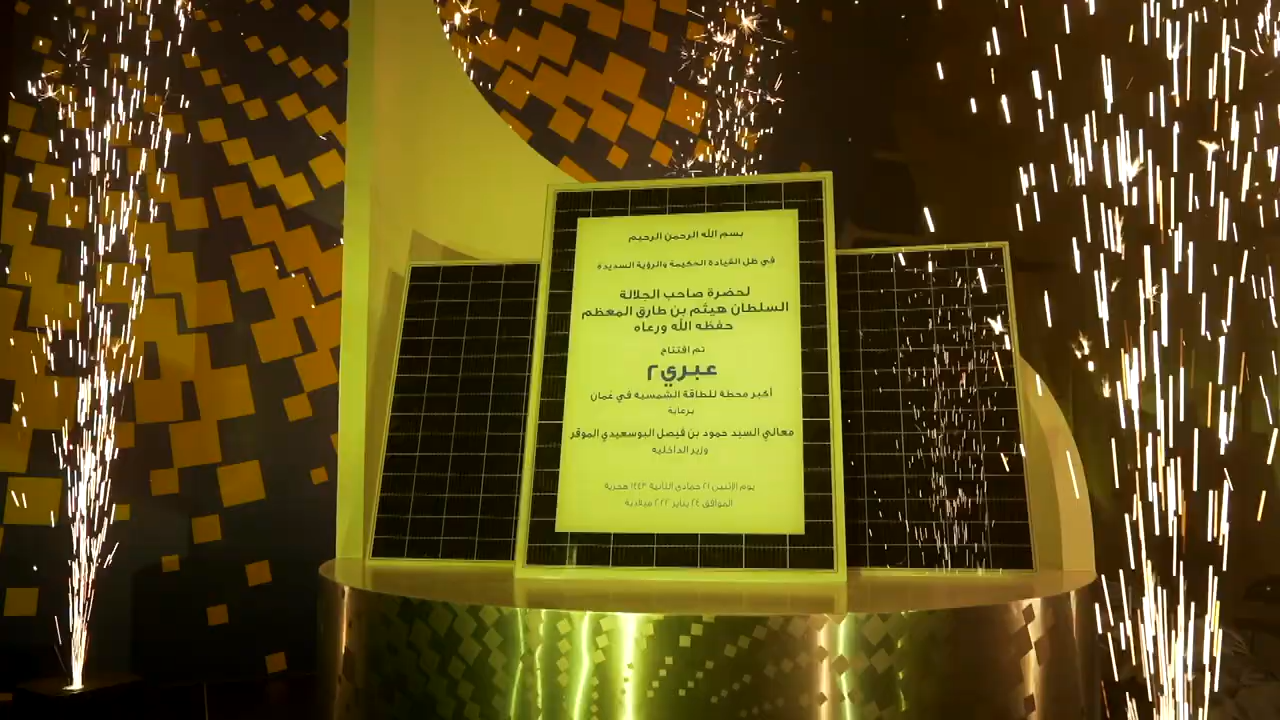 بسم الله الرحمن الرحيم
في ظل القيادة الحكيمة والرؤية السديدة
لحضرة صاحب الجلالة
السلطان هيثم بن طارق المعظم
حفظه الله ورعاه
تم افتتاح
عبري٢
أكبر محطة للطاقة الشمسية في عُمان
برعاية
معالي السيد حمود بن فيصل البوسعيدي الموقر
وزير الداخلية
يوم الإثنين ٢١ جمادى الثانية ١٤٤٣ هجرية
الموافق ٢٤ يناير ٢٠٢٢ ميلادية